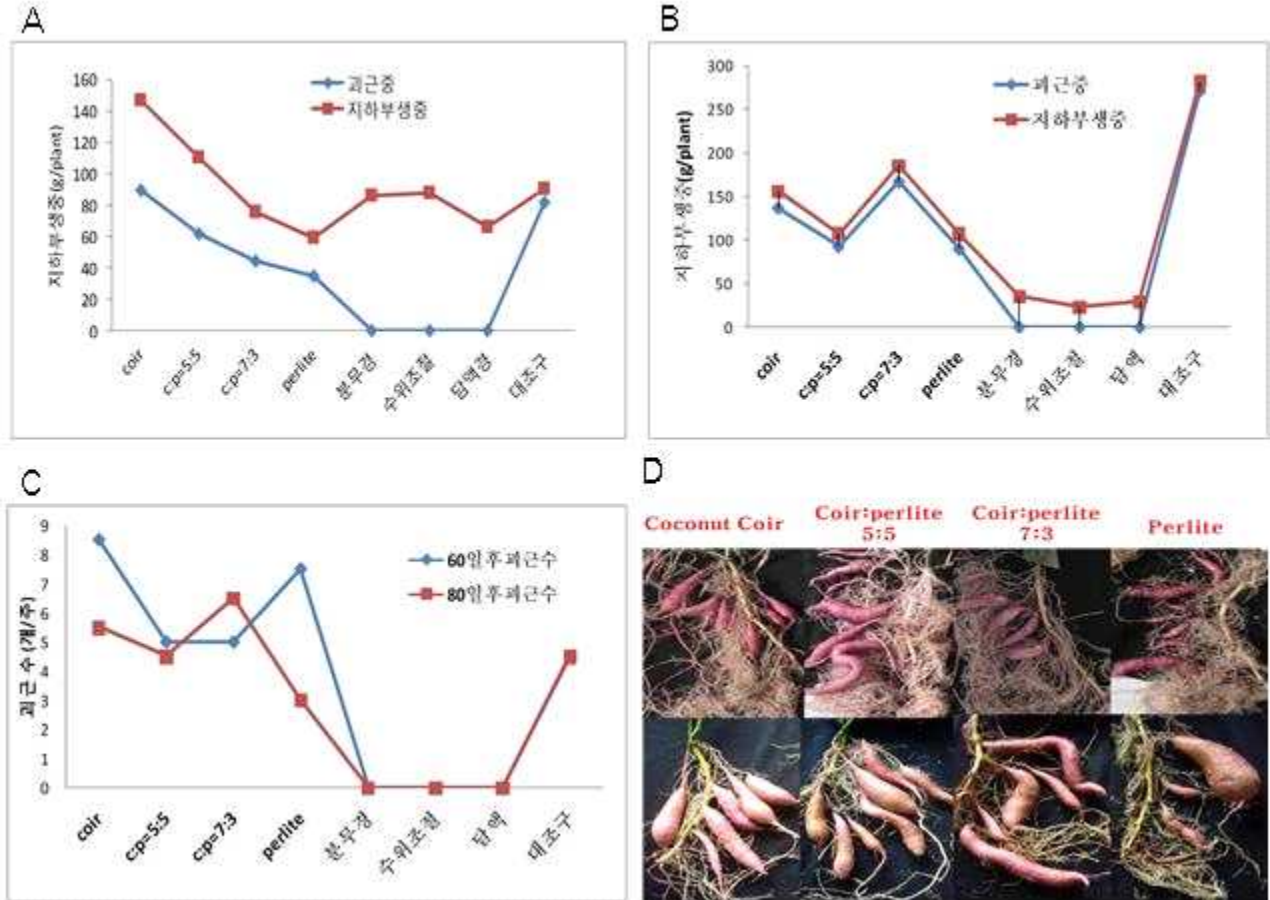 A
지하부생중(g/plant)
160
140
120
100
80
60
40
20
0
괴근중
지하부생중
coir
c:p=5:5
c:p=7:3
perlite
분무경
수위조절
담액경
대조구
B
지하부생중(g/plant)
300
250
200
150
100
50
0
괴근중
지하부생중
coir
c:p=5:5
c:p=7:3
perlite
분무경
수위조절
담액
대조구
C
괴근 수 (개/주)
9
8
7
6
5
4
3
2
1
0
60일후괴근수
80일후괴근수
coir
c:p=5:5
c:p=7:3
perlite
분무경
수위조절
담액
대조구
D
Coconut Coir
Coir:perlite
5:5
Coir:perlite
7:3
Perlite